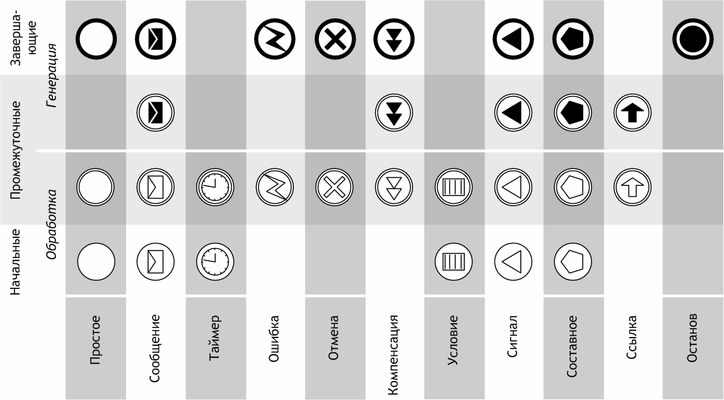 Заверша-
ющие
Промежуточные
Начальные
Генерация
Обработка
Простое
Сообщение
Таймер
Ошибка
Отмена
Компенсация
Условие
Сигнал
Составное
Ссылка
Останов